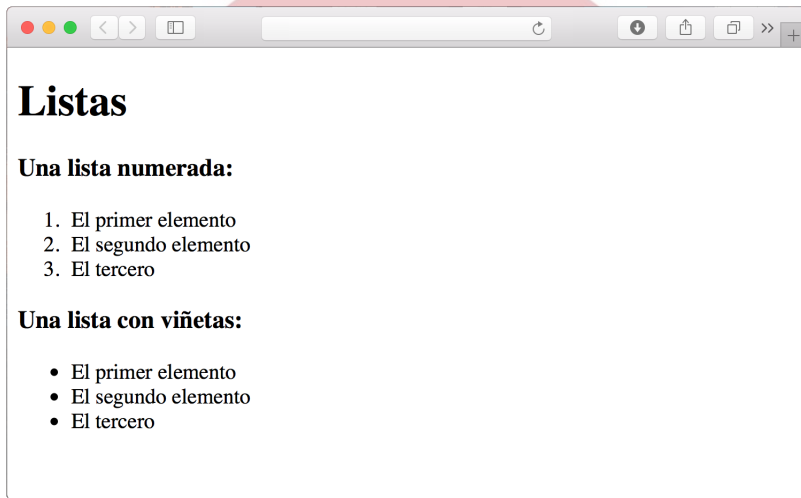 Listas
Una lista numerada:
1. El primer elemento
2. El segundo elemento
3. El tercero
Una lista con viñetas:
• El primer elemento
• El segundo elemento
• El tercero